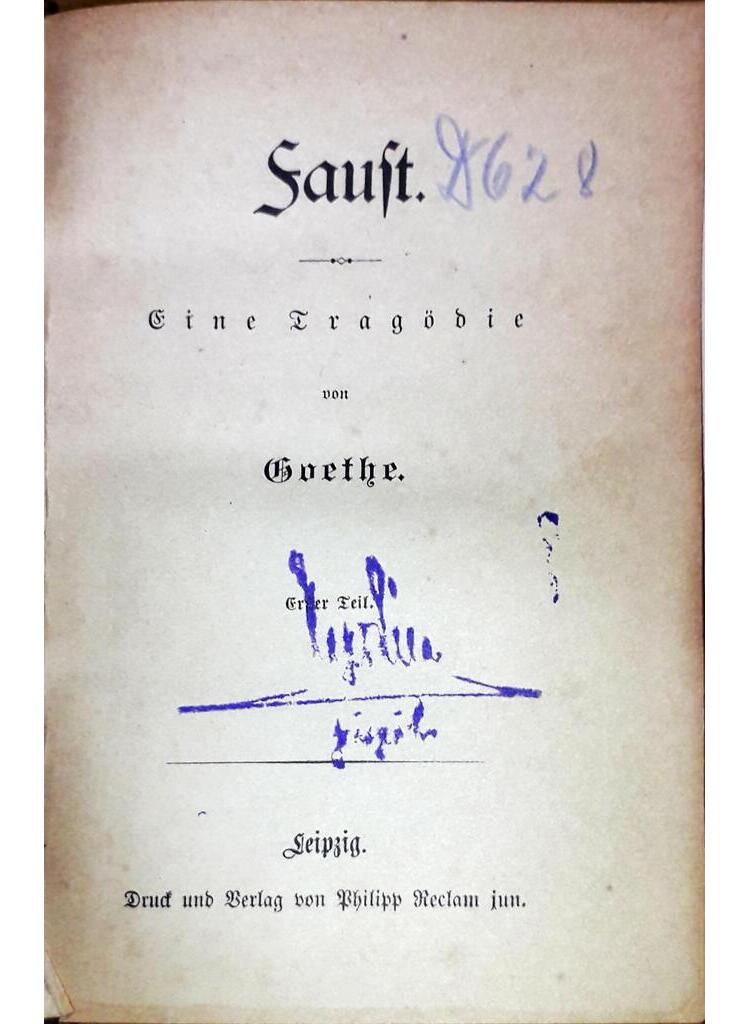 Faust. D628
Eine Tragödie
von
Goethe.
Erster Teil.
Leipzig.
Druck und Verlag von Philipp Reclam jun.